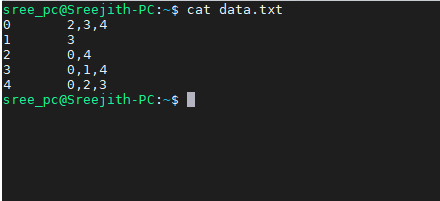 sree_pc@Sreejith-PC:~$ cat data.txt
0       2,3,4
1       3
2       0,4
3       0,1,4
4       0,2,3
sree_pc@Sreejith-PC:~$